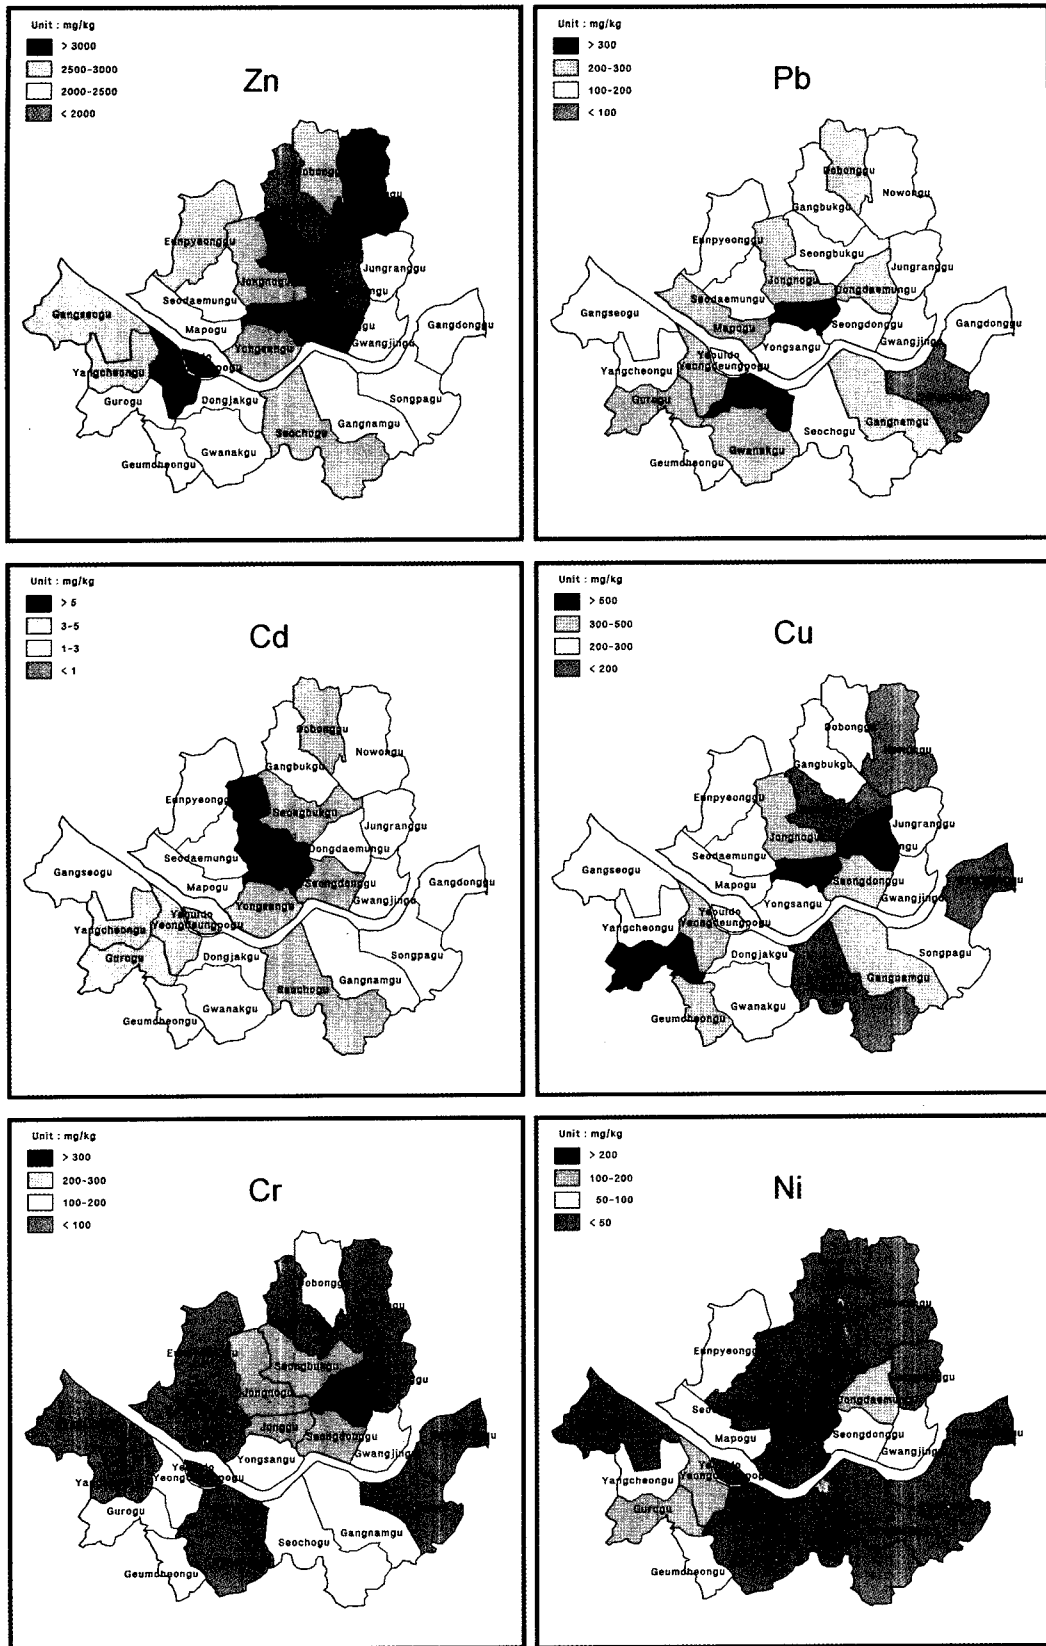 Unit : mg/kg
> 3000
2500-3000
2000-2500
< 2000
Zn
Eunpyeonggu
Jongnogu
Jungranggu
Seodaemungu
Gangseogu
Mapogu
Gangdonggu
Yongsangu
Gwangjingu
Yangcheongu
Gurogu
Dongjakgu
Songpagu
Gangnamgu
Seochogu
Gwanakgu
Geumcheongu
Unit : mg/kg
> 300
200-300
100-200
< 100
Pb
Dobonggu
Nowongu
Gangbukgu
Eunpyeonggu
Seongbukgu
Jungranggu
Jongnogu
Dongdaemungu
Seodaemungu
Gangseogu
Mapogu
Seongdonggu
Gangdonggu
Yongsangu
Gwangjingu
Yeouido
Yeongdeungpogu
Yangcheongu
Gurogu
Gangnamgu
Seochogu
Gwanakgu
Geumcheongu
Unit : mg/kg
> 5
3-5
1-3
< 1
Cd
Dobonggu
Nowongu
Gangbukgu
Eunpyeongg
Seongbukgu
Jungranggu
Dongdaemungu
Seodaemungu
Gangseogu
Mapogu
Seongdonggu
Gangdonggu
Yongsangu
Gwangjingu
Yeouido
Yeongdeungpogu
Yangcheongu
Gurogu
Dongjakgu
Songpagu
Gangnamgu
Seochogu
Gwanakgu
Geumcheongu
Unit : mg/kg
> 500
300-500
200-300
< 200
Cu
Dobonggu
Gangbukgu
Eunpyeonggu
Jungranggu
Jongnogu
Seodaemungu
Gangseogu
Mapogu
Seongdonggu
Yongsangu
Gwangjingu
Yeouido
Yeongdeungpogu
Yangcheongu
Dongjakgu
Songpagu
Gangnamgu
Gwanakgu
Geumcheongu
Unit : mg/kg
> 300
200-300
100-200
< 100
Cr
Dobonggu
Seongbukgu
Jongnogu
Junggu
Seongdonggu
Yongsangu
Gwangjingu
Gurogu
Gangnamgu
Seochogu
Geumcheongu
Unit : mg/kg
> 200
100-200
50-100
< 50
Ni
Eunpyeongg
Dongdaemungu
Mapogu
Seongdonggu
Gwangjingu
Yangcheongu
Gurogu
Geumcheongu